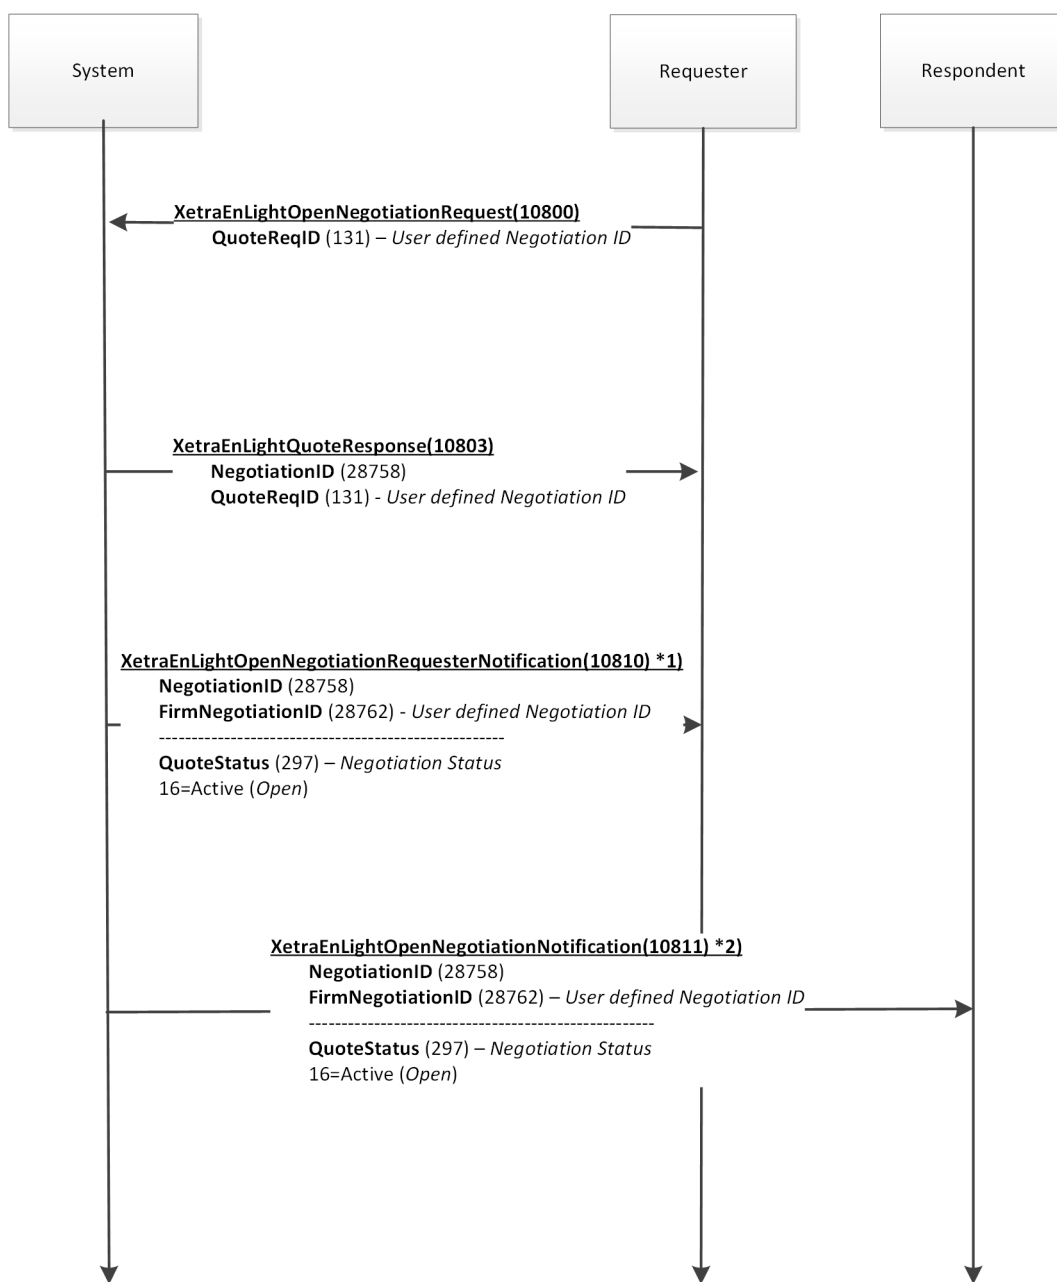 System
Requester
Respondent
XetraEnLightOpenNegotiationRequest(10800)
QuoteReqID (131) – User defined Negotiation ID
XetraEnLightQuoteResponse(10803)
NegotiationID (28758)
QuoteReqID (131) - User defined Negotiation ID
XetraEnLightOpenNegotiationRequesterNotification(10810) *1)
NegotiationID (28758)
FirmNegotiationID (28762) - User defined Negotiation ID
-----------------------------------------------------
QuoteStatus (297) – Negotiation Status
16=Active (Open)
XetraEnLightOpenNegotiationNotification(10811) *2)
NegotiationID (28758)
FirmNegotiationID (28762) – User defined Negotiation ID
-----------------------------------------------------
QuoteStatus (297) – Negotiation Status
16=Active (Open)